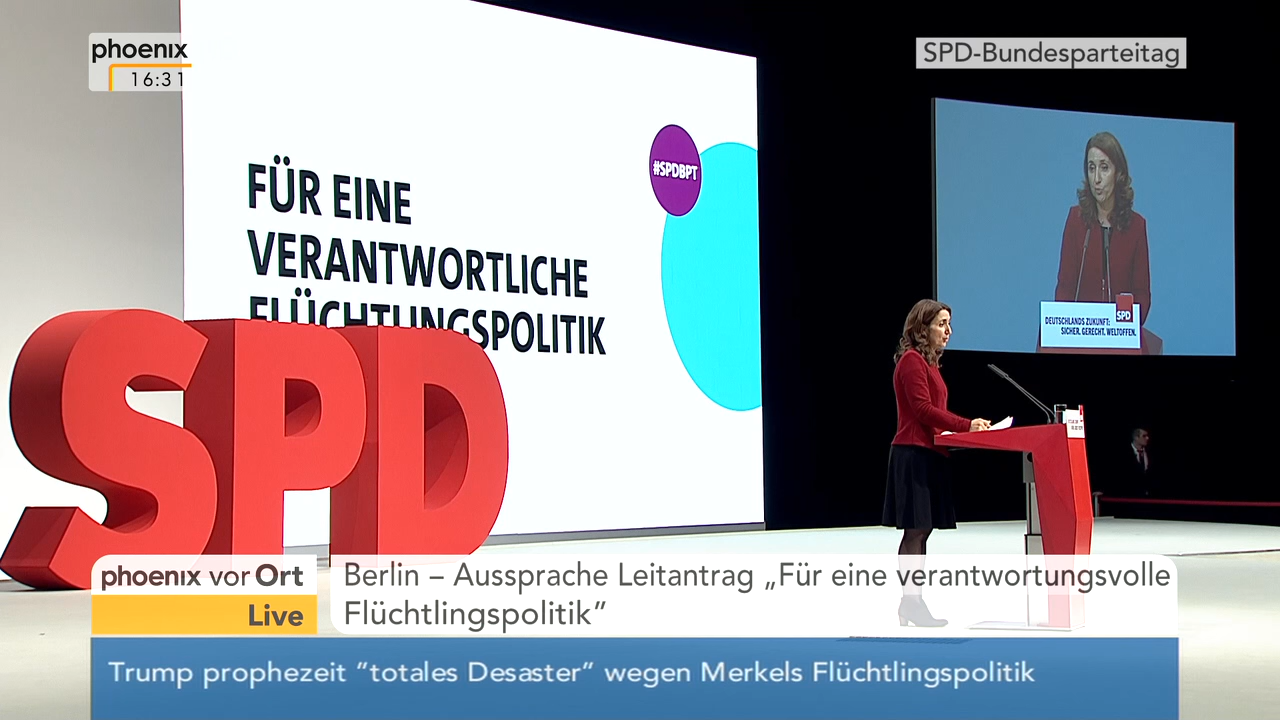 phoenix
16:31
SPD-Bundesparteitag
#SPDBPT
FÜR EINE
VERANTWORTLICHE
FLÜCHTLINGSPOLITIK
SPD
SPD
DEUTSCHLANDS ZUKUNFT:
SICHER. GERECHT. WELTOFFEN.
phoenix vor Ort
Live
Berlin – Aussprache Leitantrag „Für eine verantwortungsvolle
Flüchtlingspolitik”
Trump prophezeit ”totales Desaster“ wegen Merkels Flüchtlingspolitik